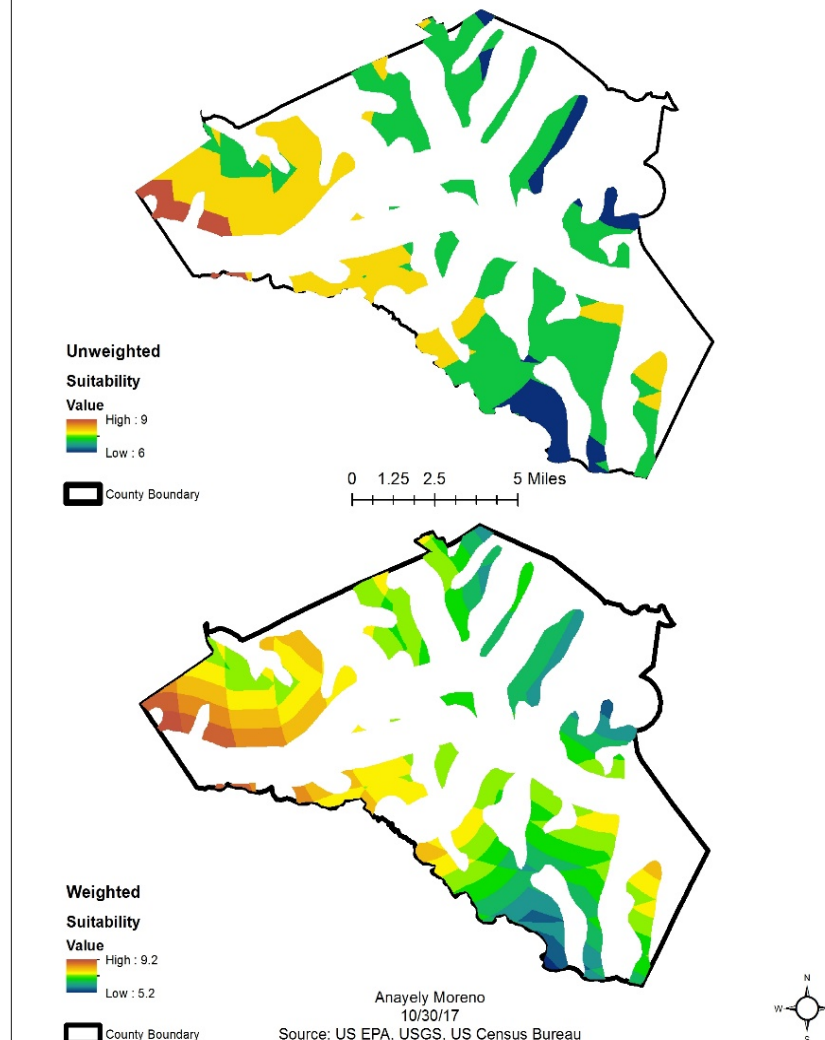 Unweighted
Suitability
Value
High : 9
Low : 6
County Boundary
0 1.25 2.5 5 Miles
Weighted
Suitability
Value
High : 9.2
Low : 5.2
County Boundary
Anayely Moreno
10/30/17
Source: US EPA, USGS, US Census Bureau
N
W
S